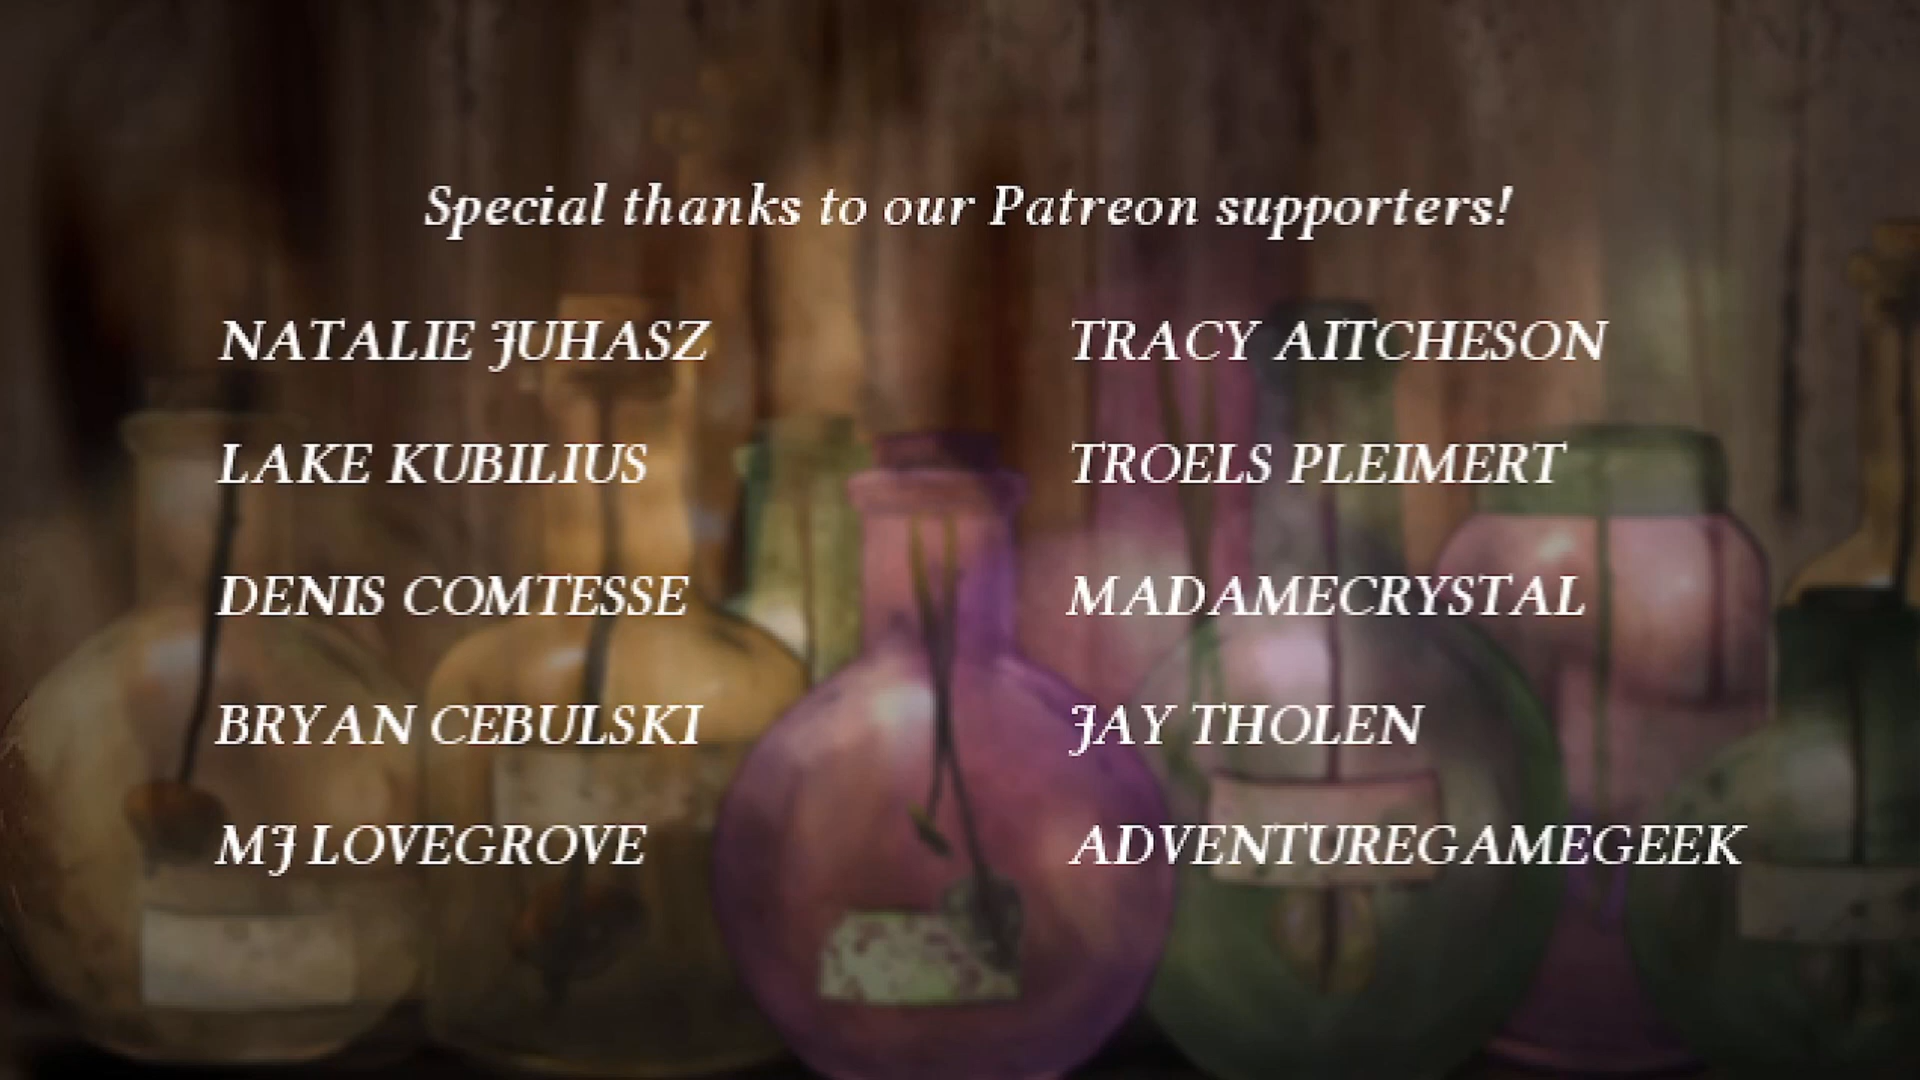 Special thanks to our Patreon supporters!
NATALIE JUHASZ
LAKE KUBILIUS
DENIS COMTESSE
BRYAN CEBULSKI
MJ LOVEGROVE
TRACY AITCHESON
TROELS PLEIMERT
MADAMECRYSTAL
JAY THOLEN
ADVENTUREGAMEGEEK